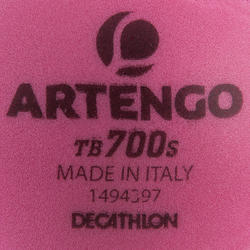 ARTENGO
TB700S
MADE IN ITALY
1494397
DECATHLON